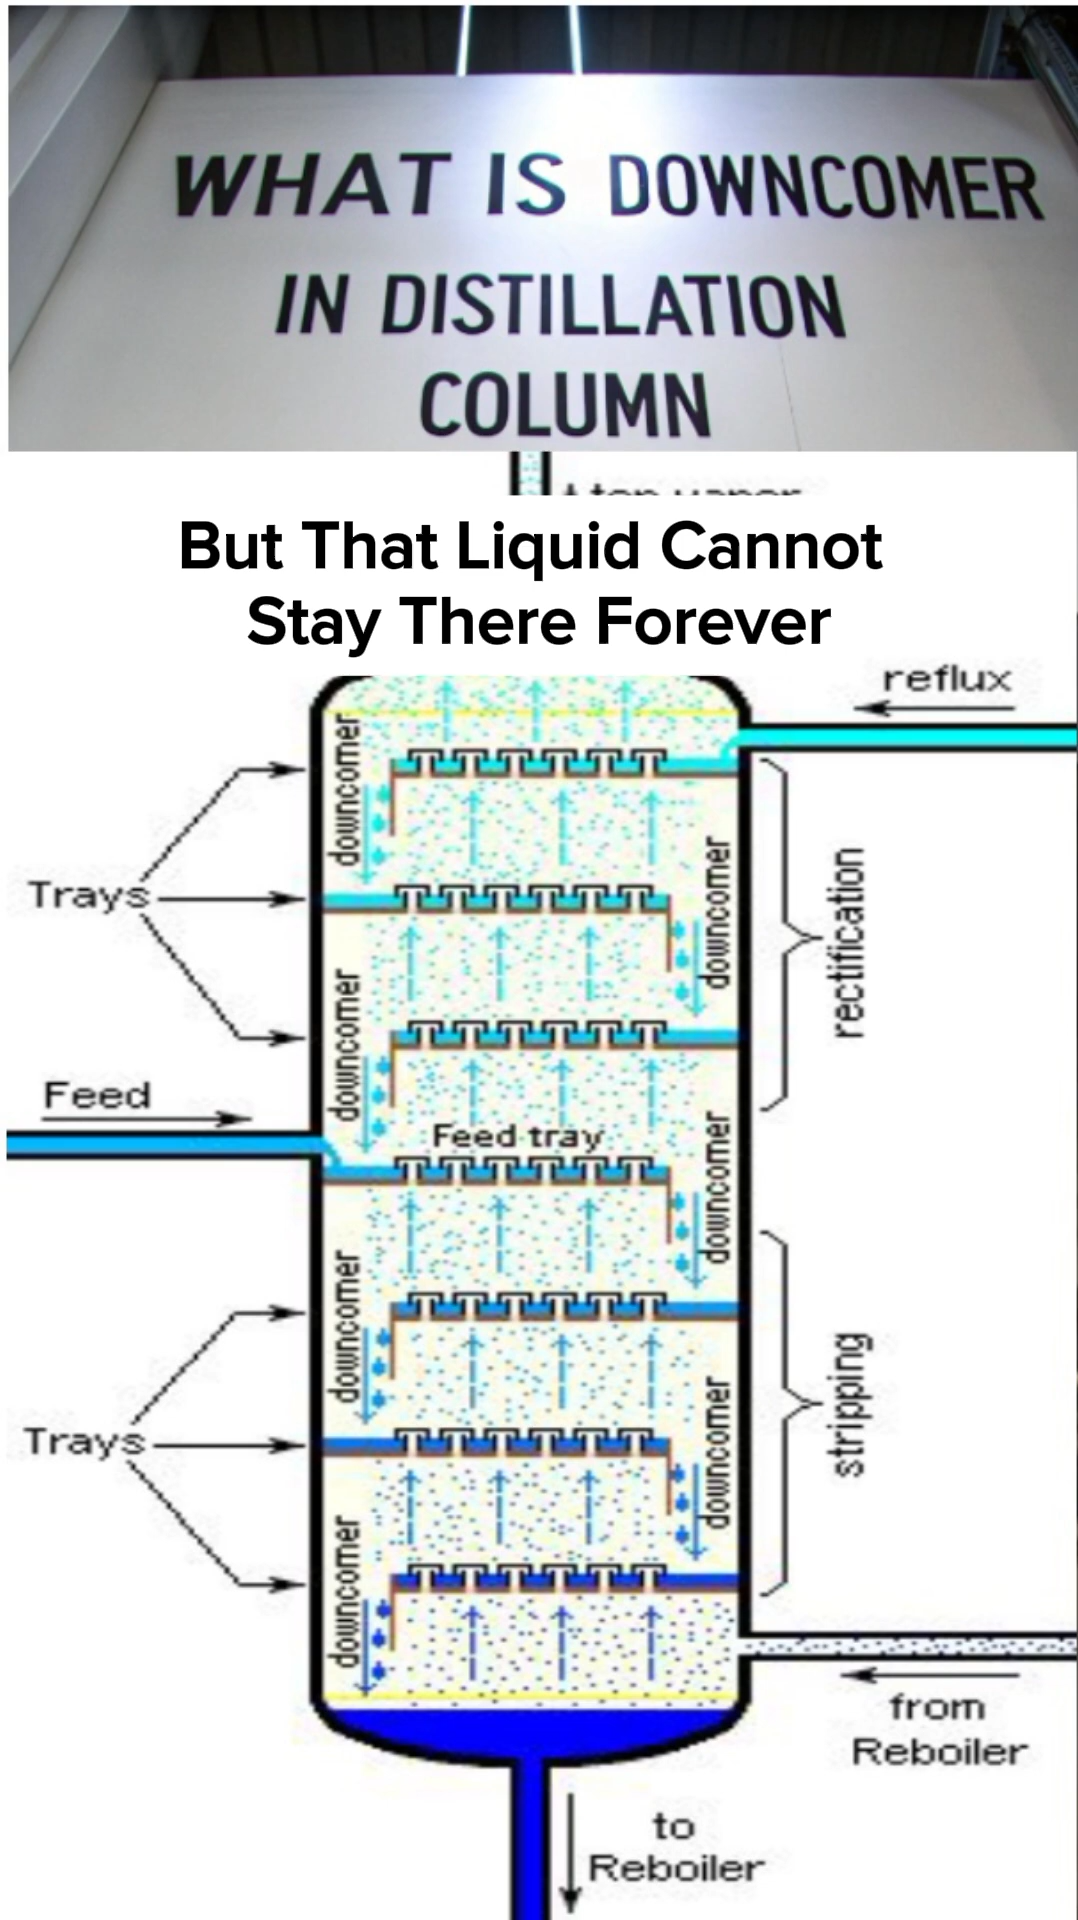 WHAT IS DOWNCOMER
IN DISTILLATION
COLUMN
But That Liquid Cannot
Stay There Forever
reflux
downcomer
Trays
downcomer
rectification
downcomer
Feed
Feed tray
downcomer
downcomer
stripping
Trays
downcomer
downcomer
from
Reboiler
to
Reboiler